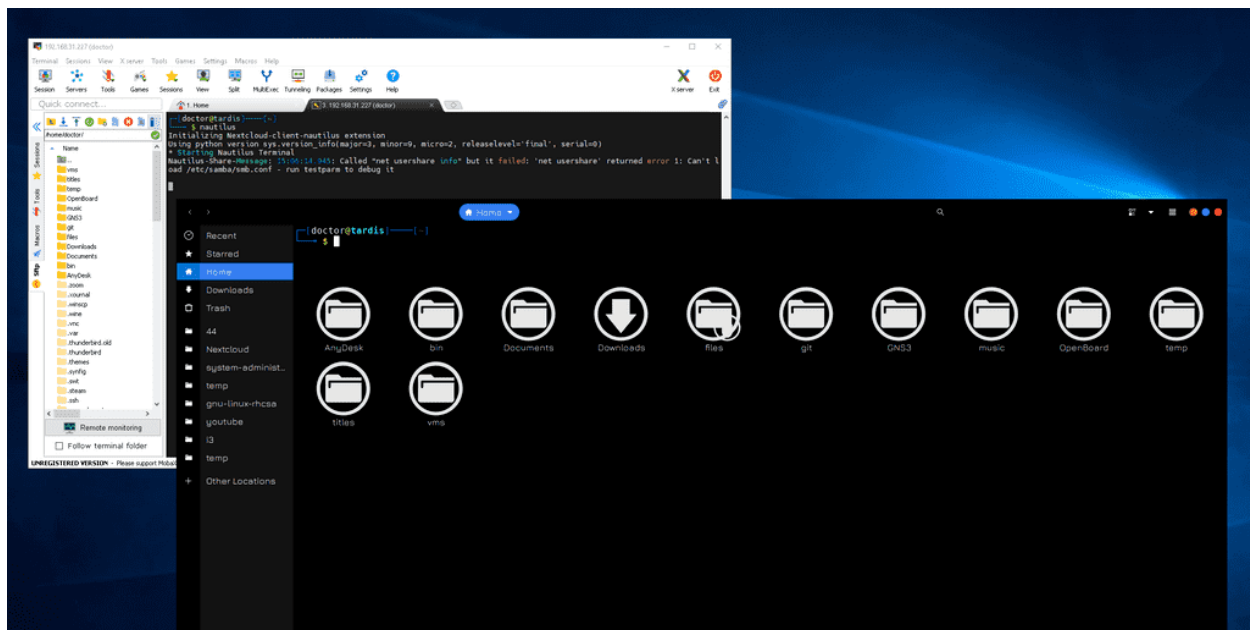 192.168.31.227 (doctor)
Terminal Sessions View X server Tools Games Settings Macros Help
Session Servers Tools Games Sessions View Split MultiExec Tunneling Packages Settings Help X server Exit
Quick connect...
1. Home
3. 192.168.31.227 (doctor)
/home/doctor/
Name
..
vms
titles
temp
OpenBoard
music
GNS3
git
files
Downloads
Documents
bin
AnyDesk
.zoom
.xournal
.winscp
.wine
.vnc
.var
.thunderbird.old
.thunderbird
.themes
.synfig
.swt
.steam
.ssh
Sessions
Tools
Macros
Sftp
Remote monitoring
Follow terminal folder
UNREGISTERED VERSION - Please support Moba
[doctor@tardis]
$ nautilus
Initializing Nextcloud-client-nautilus extension
Using python version sys.version_info(major=3, minor=9, micro=2, releaselevel='final', serial=0)
* Starting Nautilus Terminal
Nautilus-Share-Message: 15:06:14.045: Called "net usershare info" but it failed: 'net usershare' returned error 1: Can't l
oad /etc/samba/smb.conf - run testparm to debug it
Home
Recent
Starred
Home
Downloads
Trash
44
Nextcloud
system-administ...
temp
gnu-linux-rhcsa
youtube
i3
temp
Other Locations
[doctor@tardis]——[~]
$
AnyDesk bin Documents Downloads files git GNS3 music OpenBoard temp
titles vms